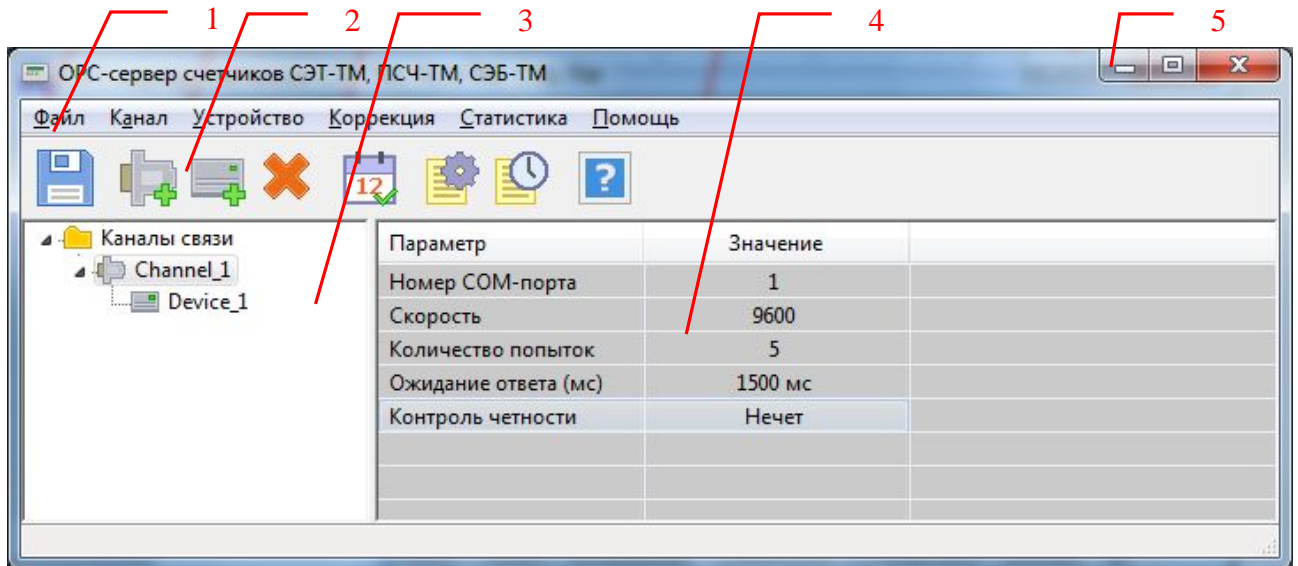 1 2 3 4 5
OPC-сервер счетчиков СЭТ-ТМ, ПСЧ-ТМ, СЭБ-ТМ
Файл Канал Устройство Коррекция Статистика Помощь
12
Каналы связи
Channel_1
Device_1
Параметр Значение
Номер COM-порта 1
Скорость 9600
Количество попыток 5
Ожидание ответа (мс) 1500 мс
Контроль четности Нечет